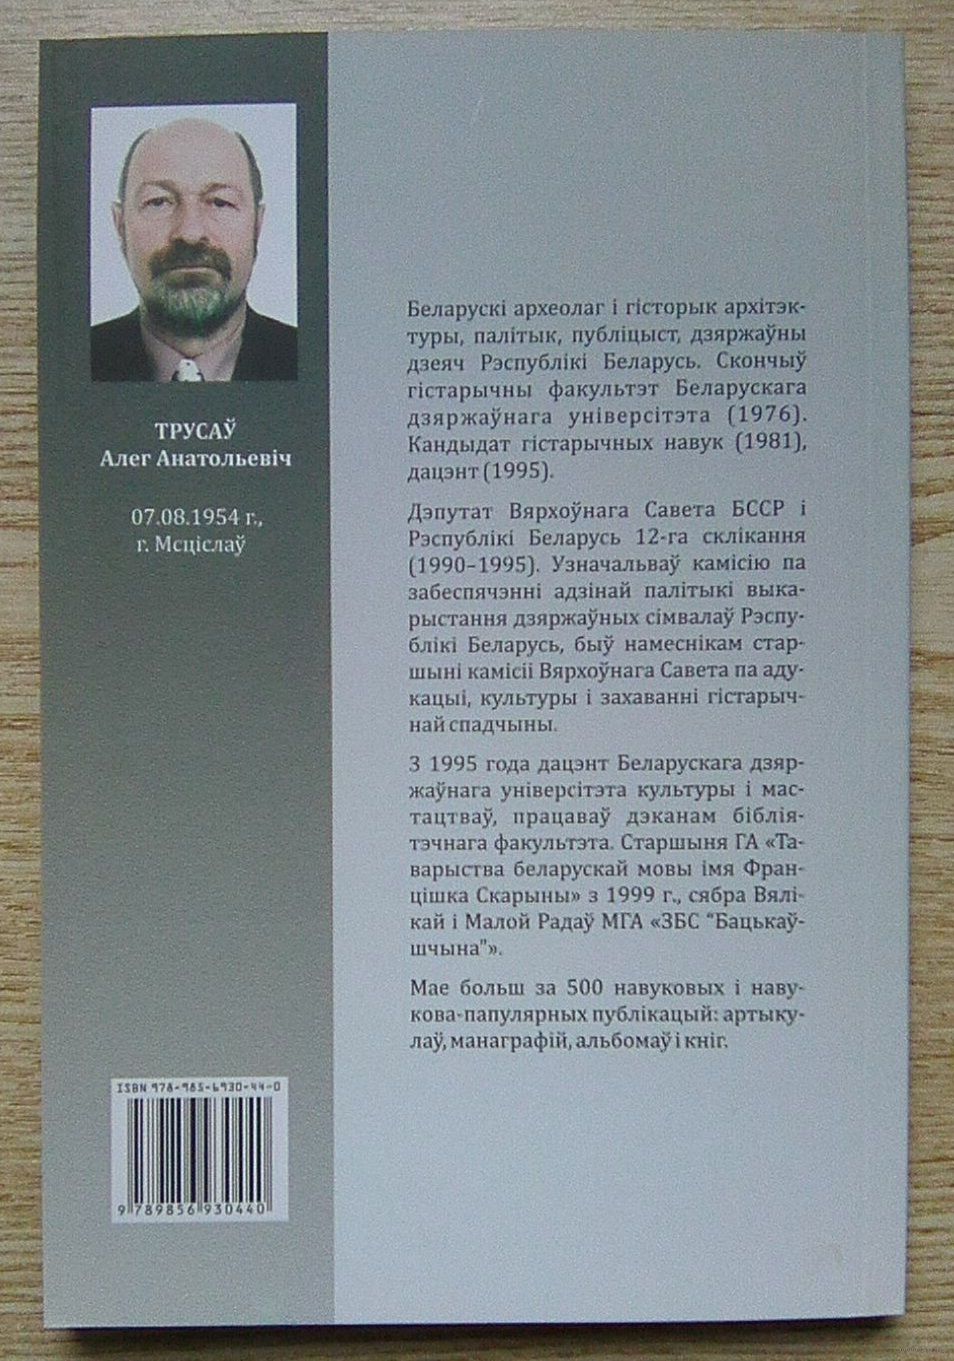 ТРУСАЎ
Алег Анатольевіч
07.08.1954 г.,
г. Мсціслаў
Беларускі археолаг і гісторык архітэк-
туры, палітык, публіцыст, дзяржаўны
дзеяч Рэспублікі Беларусь. Скончыў
гістарычны факультэт Беларускага
дзяржаўнага універсітэта (1976).
Кандыдат гістарычных навук (1981),
дацэнт (1995).
Дэпутат Вярхоўнага Савета БССР і
Рэспублікі Беларусь 12-га склікання
(1990–1995). Узначальваў камісію па
забеспячэнні адзінай палітыкі выка-
рыстання дзяржаўных сімвалаў Рэспу-
блікі Беларусь, быў намеснікам стар-
шыні камісіі Вярхоўнага Савета па аду-
кацыі, культуры і захаванні гістарыч-
най спадчыны.
З 1995 года дацэнт Беларускага дзяр-
жаўнага універсітэта культуры і мас-
тацтваў, працаваў дэканам біблія-
тэчнага факультэта. Старшыня ГА «Та-
варыства беларускай мовы імя Фран-
цішка Скарыны» з 1999 г., сябра Вялі-
кай і Малой Радаў МГА «ЗБС “Бацькаў-
шчына”».
Мае больш за 500 навуковых і наву-
кова-папулярных публікацый: артыку-
лаў, манаграфій, альбомаў і кніг.
ISBN 978-985-6930-44-0
9 789856 930440